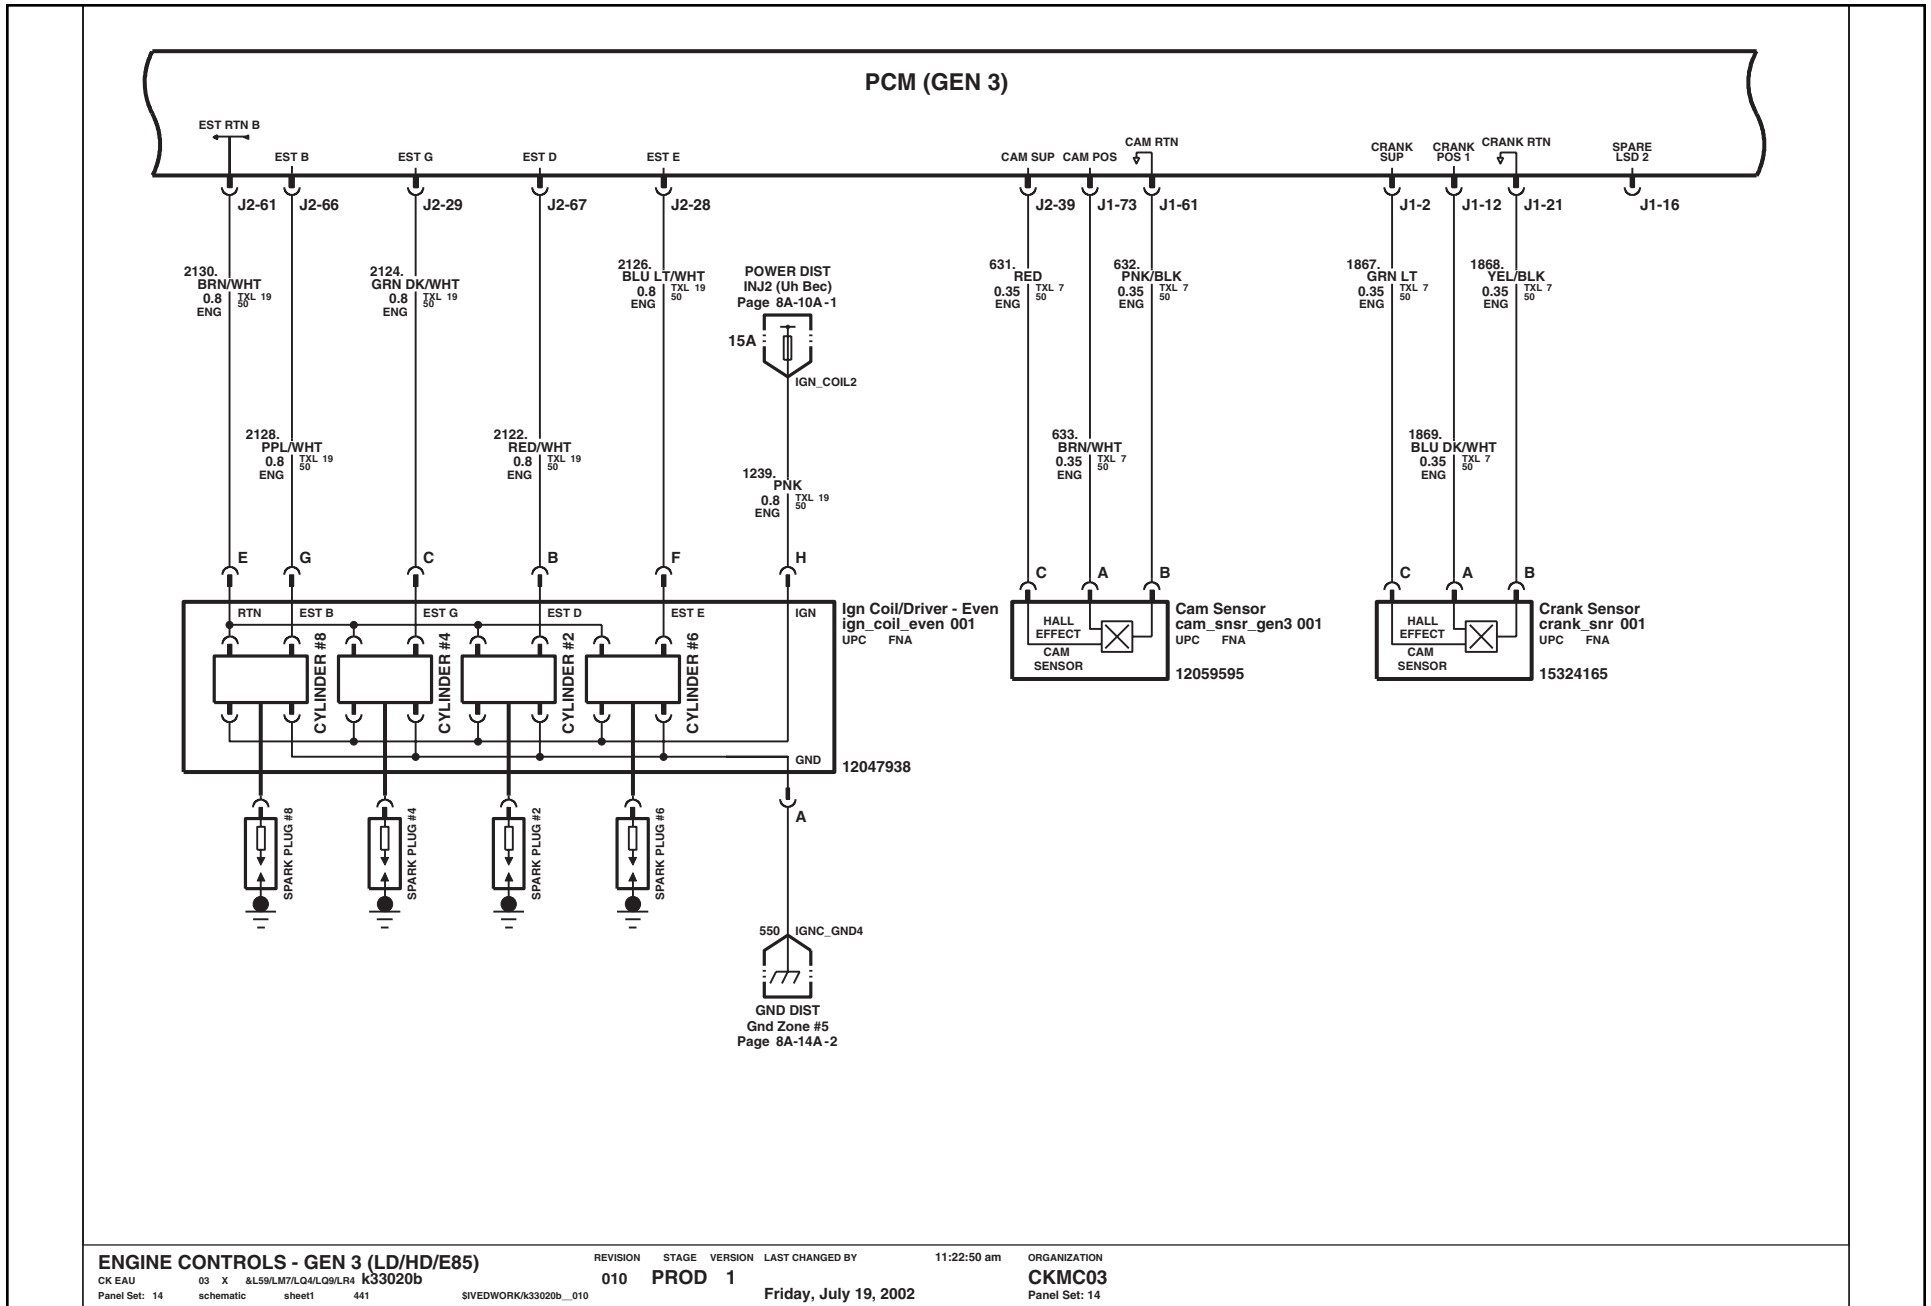 PCM (GEN 3)
EST RTN B
EST B
EST G
EST D
EST E
CAM SUP
CAM POS
CAM RTN
CRANK
SUP
CRANK
POS 1
CRANK RTN
SPARE
LSD 2
J2-61
J2-66
J2-29
J2-67
J2-28
J2-39
J1-73
J1-61
J1-2
J1-12
J1-21
J1-16
2130.
BRN/WHT
0.8 TXL 19
50
ENG
2124.
GRN DK/WHT
0.8 TXL 19
50
ENG
2126.
BLU LT/WHT
0.8 TXL 19
50
ENG
POWER DIST
INJ2 (Uh Bec)
Page 8A-10A-1
15A
IGN_COIL2
631.
RED
0.35 TXL 7
50
ENG
632.
PNK/BLK
0.35 TXL 7
50
ENG
1867.
GRN LT
0.35 TXL 7
50
ENG
1868.
YEL/BLK
0.35 TXL 7
50
ENG
2128.
PPL/WHT
0.8 TXL 19
50
ENG
2122.
RED/WHT
0.8 TXL 19
50
ENG
1239.
PNK
0.8 TXL 19
50
ENG
633.
BRN/WHT
0.35 TXL 7
50
ENG
1869.
BLU DK/WHT
0.35 TXL 7
50
ENG
E
G
C
B
F
H
C
A
B
C
A
B
RTN
EST B
EST G
EST D
EST E
IGN
CYLINDER #8
CYLINDER #4
CYLINDER #2
CYLINDER #6
GND
Ign Coil/Driver - Even
ign_coil_even 001
UPC FNA
12047938
HALL
EFFECT
CAM
SENSOR
Cam Sensor
cam_snsr_gen3 001
UPC FNA
12059595
HALL
EFFECT
CAM
SENSOR
Crank Sensor
crank_snr 001
UPC FNA
15324165
SPARK PLUG #8
SPARK PLUG #4
SPARK PLUG #2
SPARK PLUG #6
A
550
IGNC_GND4
GND DIST
Gnd Zone #5
Page 8A-14A-2
ENGINE CONTROLS - GEN 3 (LD/HD/E85)
CK EAU 03 X &L59/LM7/LQ4/LQ9/LR4 k33020b
Panel Set: 14 schematic sheet1 441 $IVEDWORK/k33020b__010
REVISION STAGE VERSION LAST CHANGED BY 11:22:50 am
010 PROD 1
Friday, July 19, 2002
ORGANIZATION
CKMC03
Panel Set: 14